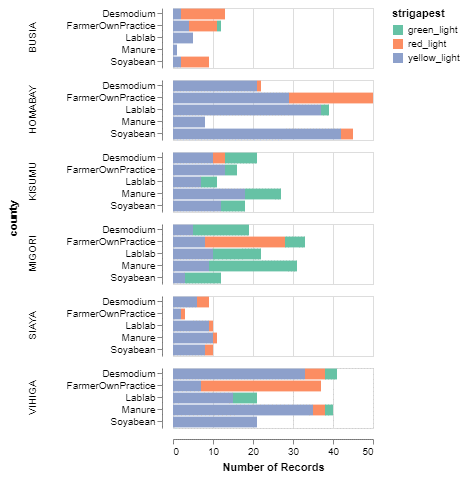 strigapest
green_light
red_light
yellow_light
county
BUSIA
Desmodium
FarmerOwnPractice
Lablab
Manure
Soyabean
HOMABAY
Desmodium
FarmerOwnPractice
Lablab
Manure
Soyabean
KISUMU
Desmodium
FarmerOwnPractice
Lablab
Manure
Soyabean
MIGORI
Desmodium
FarmerOwnPractice
Lablab
Manure
Soyabean
SIAYA
Desmodium
FarmerOwnPractice
Lablab
Manure
Soyabean
VIHIGA
Desmodium
FarmerOwnPractice
Lablab
Manure
Soyabean
0 10 20 30 40 50
Number of Records